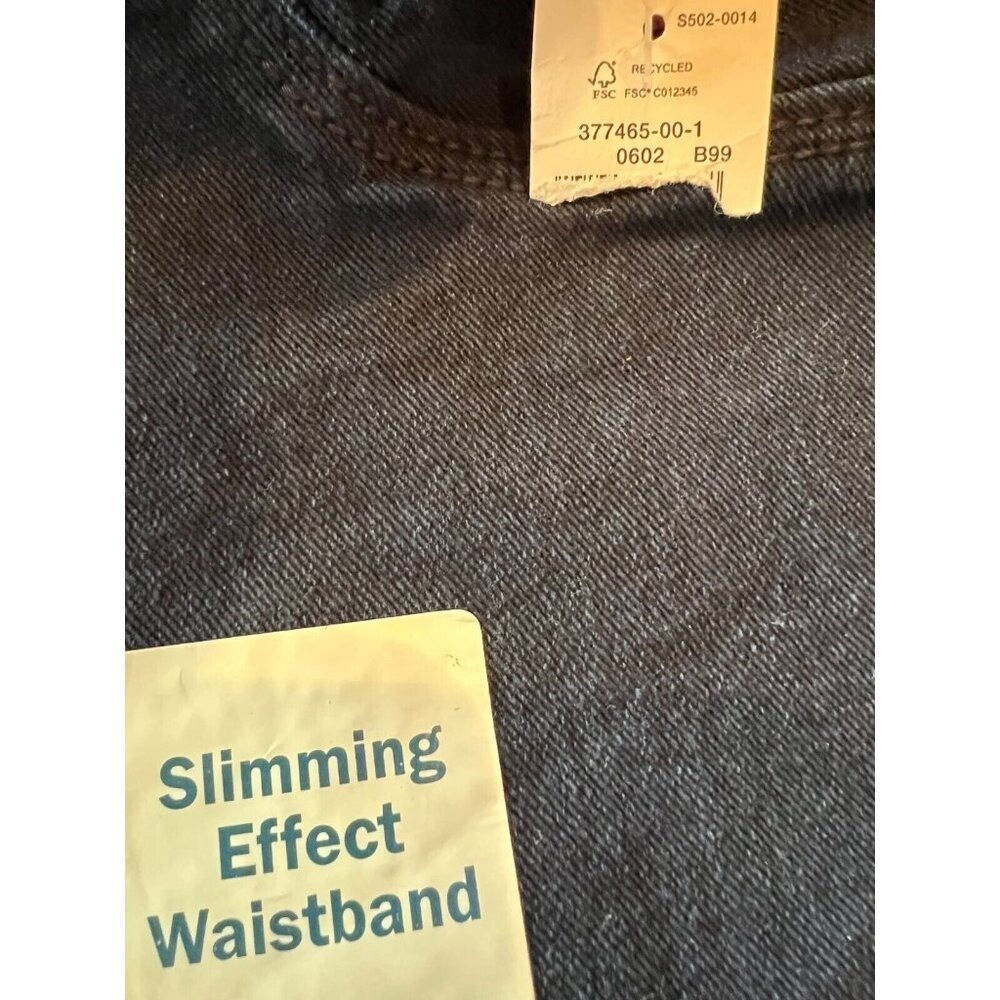 S502-0014
RECYCLED
FSC FSC® C012345
377465-00-1
0602 B99
Slimming
Effect
Waistband